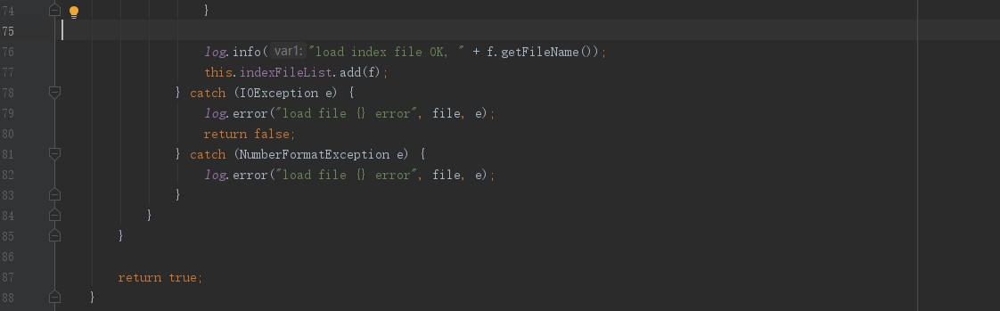 74 }
75
76 log.info( var1: "load index file OK, " + f.getFileName());
77 this.indexFileList.add(f);
78 } catch (IOException e) {
79 log.error("load file {} error", file, e);
80 return false;
81 } catch (NumberFormatException e) {
82 log.error("load file {} error", file, e);
83 }
84 }
85 }
86
87 return true;
88 }